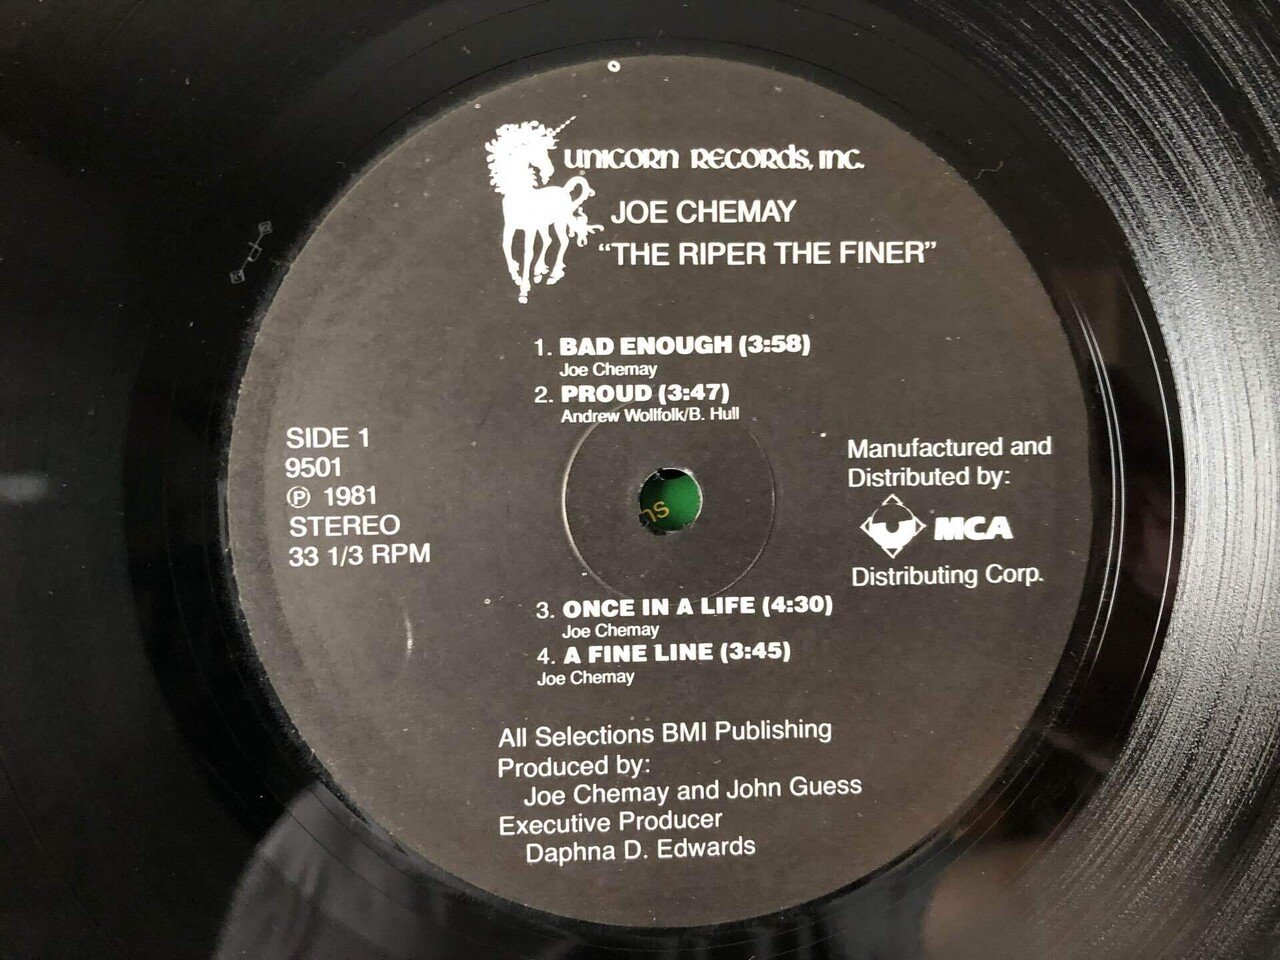 UNICORN RECORDS, INC.
JOE CHEMAY
“THE RIPER THE FINER”
1. BAD ENOUGH (3:58)
Joe Chemay
2. PROUD (3:47)
Andrew Wollfolk/B. Hull
SIDE 1
9501
Ⓟ 1981
STEREO
33 1/3 RPM
Manufactured and
Distributed by:
MCA
Distributing Corp.
ns
3. ONCE IN A LIFE (4:30)
Joe Chemay
4. A FINE LINE (3:45)
Joe Chemay
All Selections BMI Publishing
Produced by:
Joe Chemay and John Guess
Executive Producer
Daphna D. Edwards